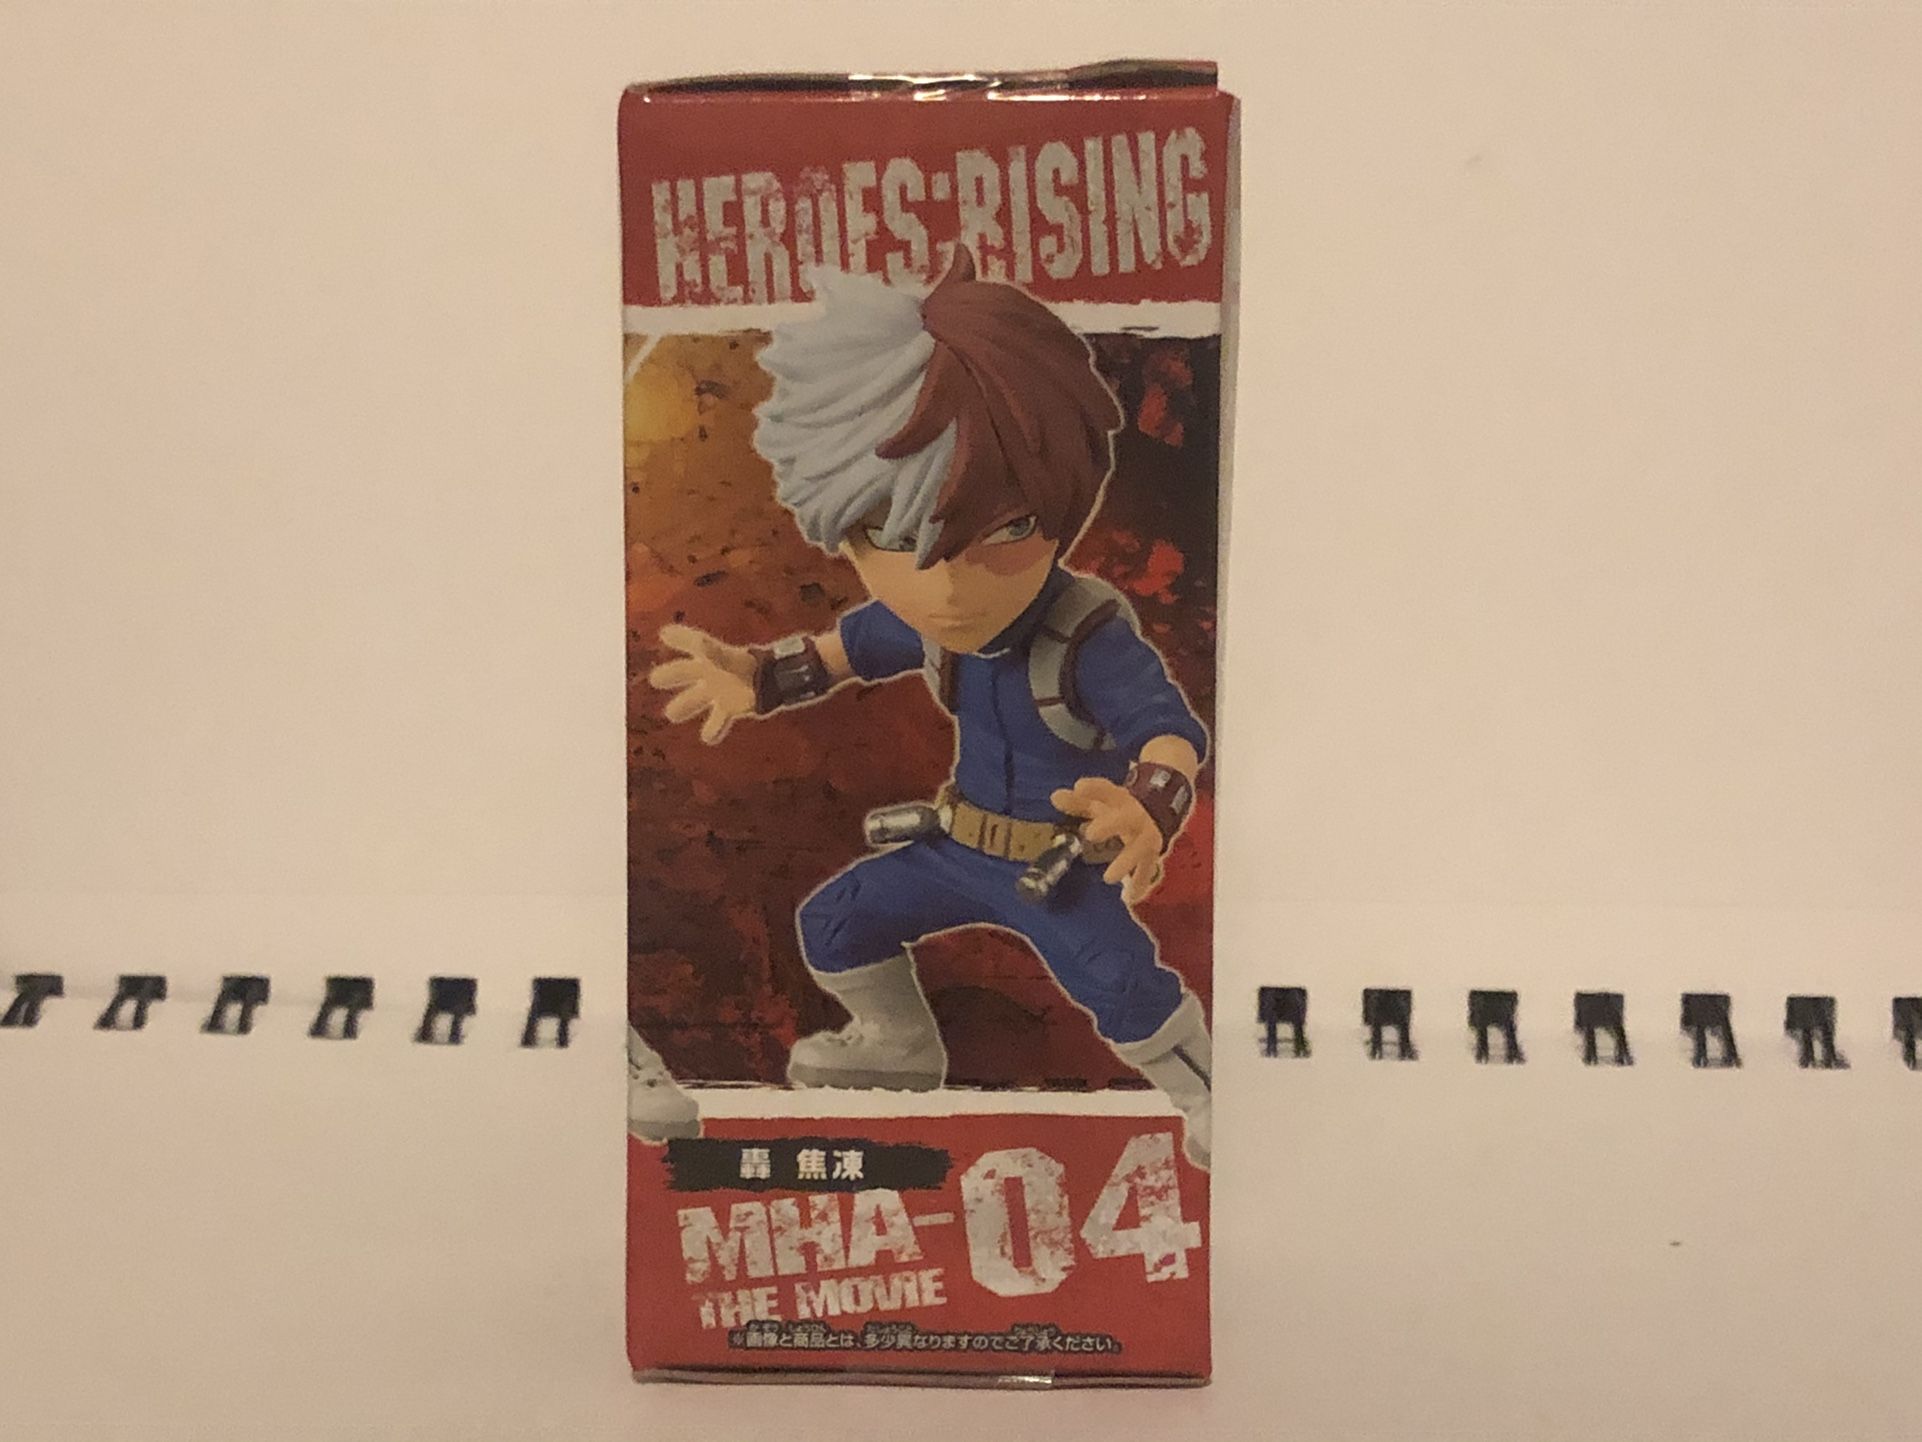 HEROES:RISING
轟 焦凍
MHA-04
THE MOVIE
※画像と商品とは、多少異なりますのでご了承ください。